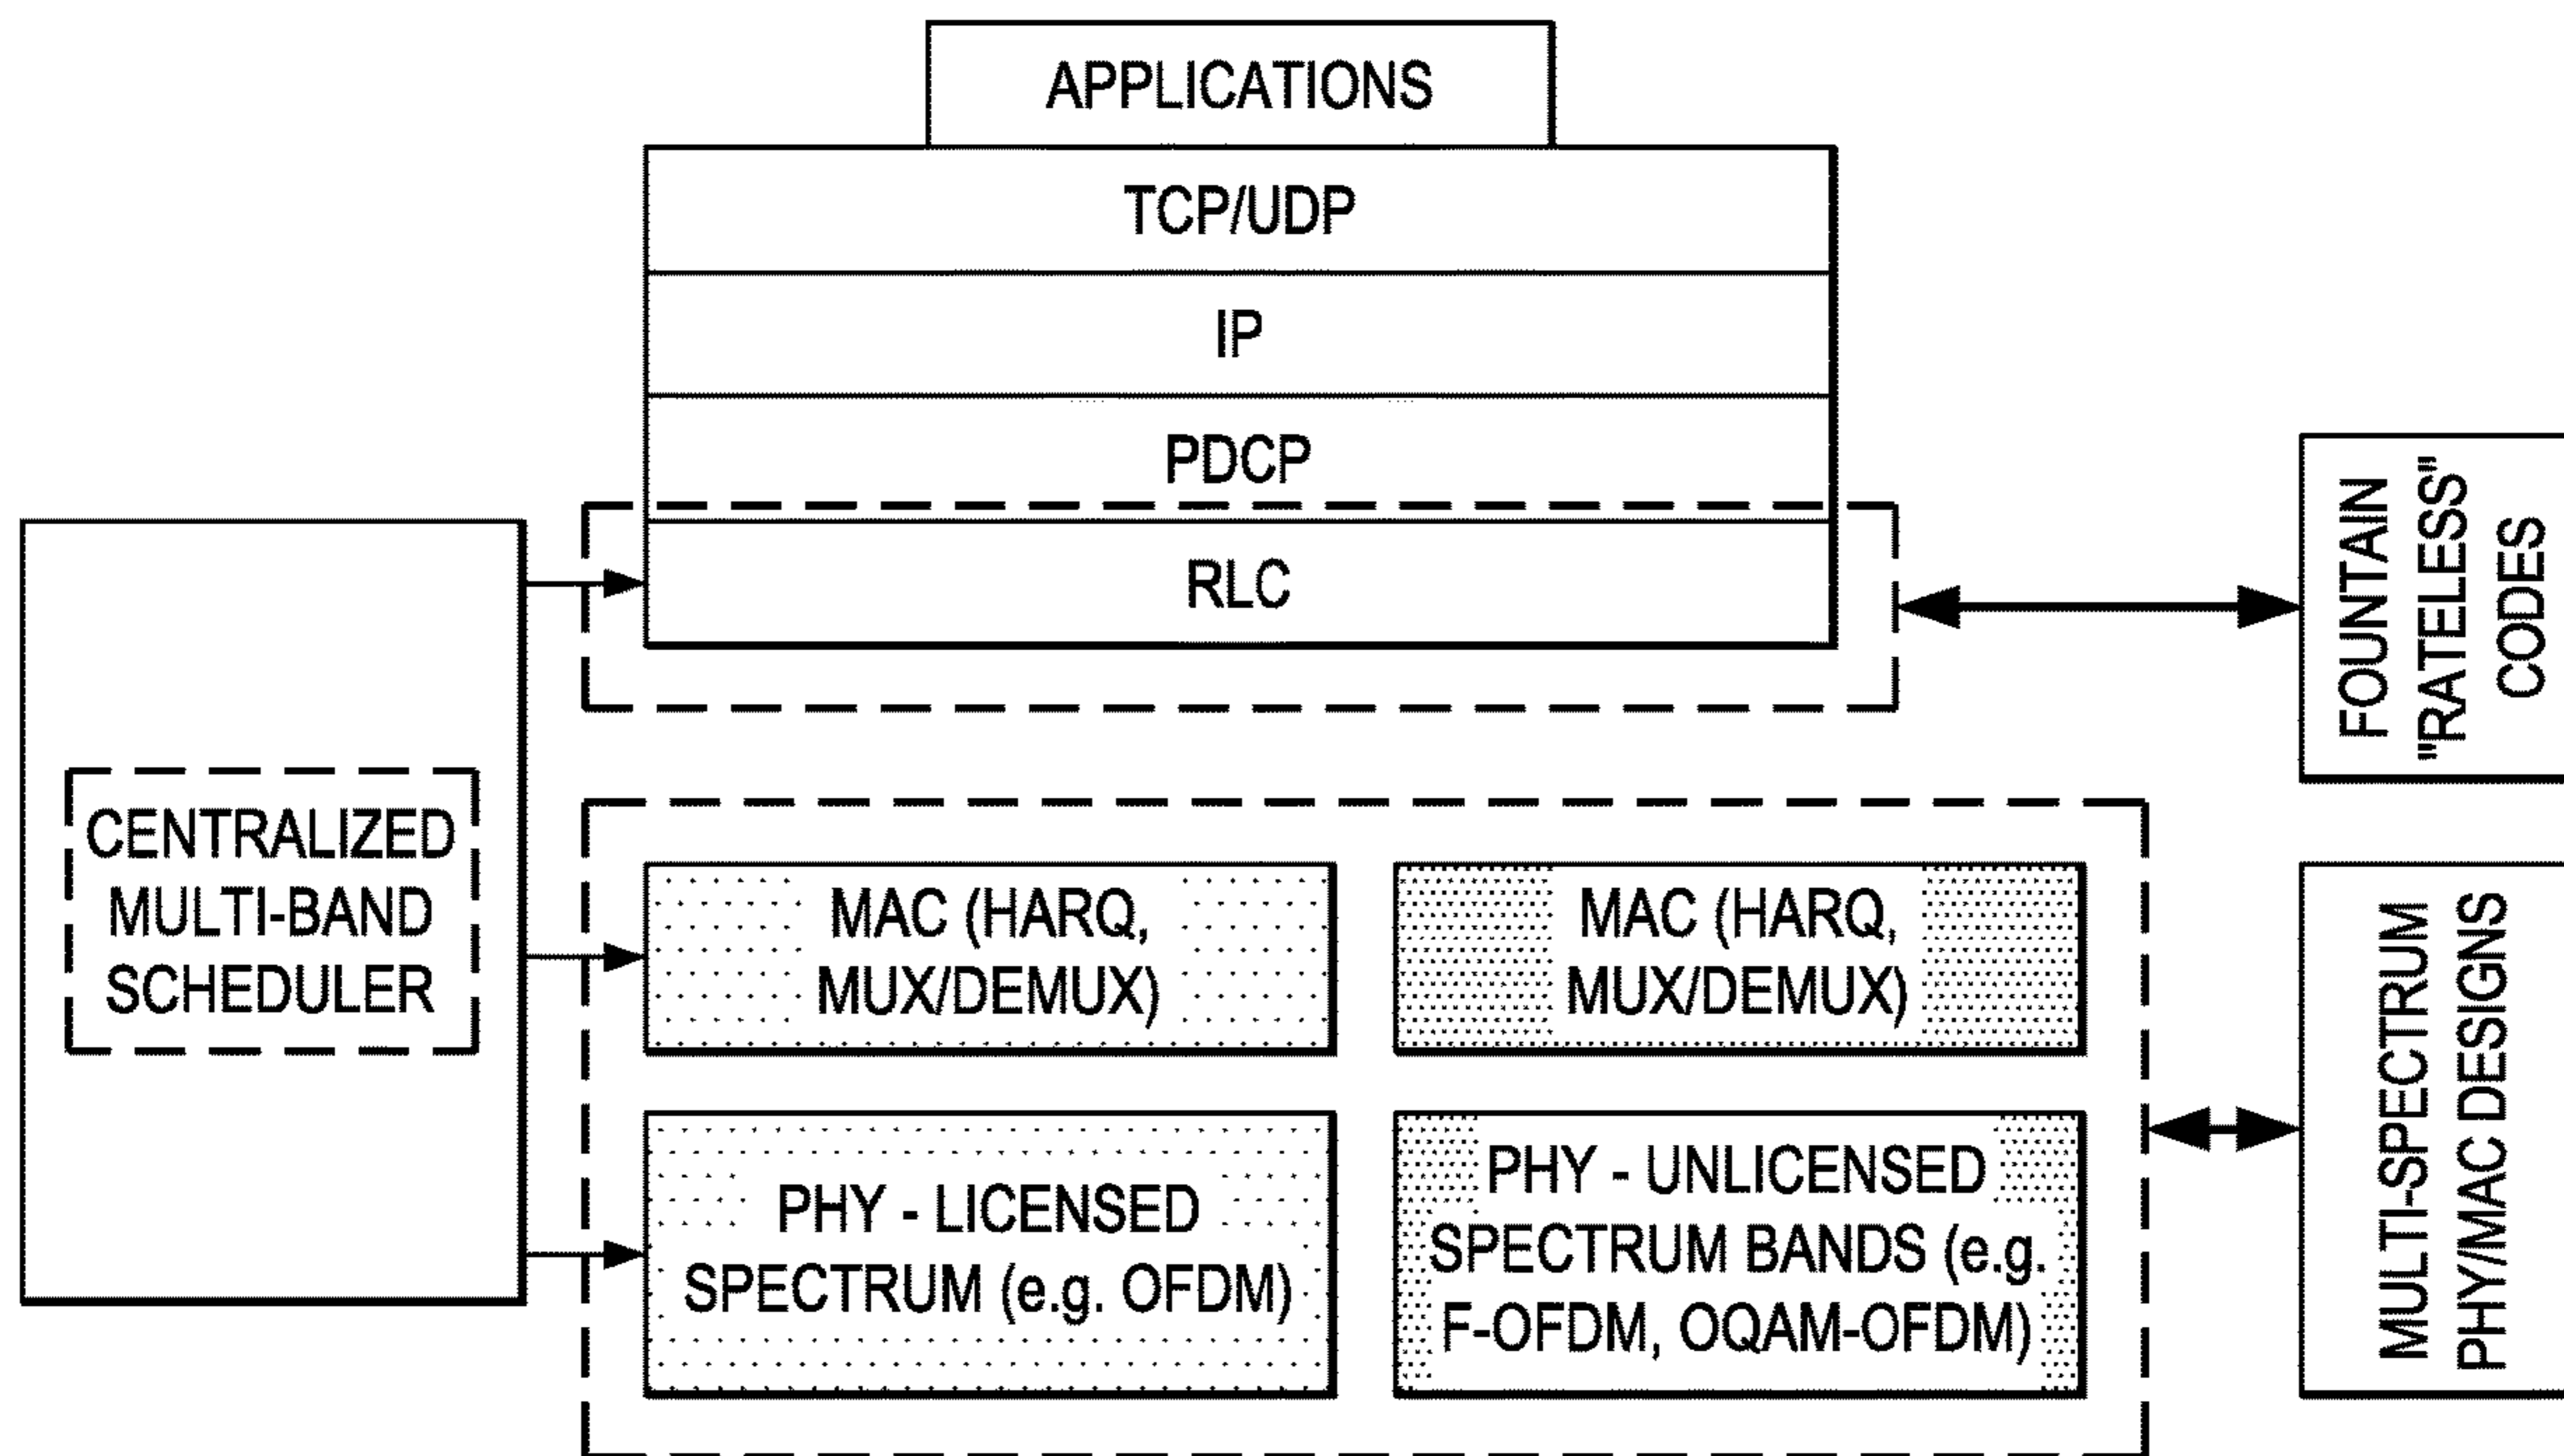 APPLICATIONS
TCP/UDP
IP
PDCP
RLC
FOUNTAIN
"RATELESS"
CODES
CENTRALIZED
MULTI-BAND
SCHEDULER
MAC (HARQ,
MUX/DEMUX)
MAC (HARQ,
MUX/DEMUX)
PHY - LICENSED
SPECTRUM (e.g. OFDM)
PHY - UNLICENSED
SPECTRUM BANDS (e.g.
F-OFDM, OQAM-OFDM)
MULTI-SPECTRUM
PHY/MAC DESIGNS